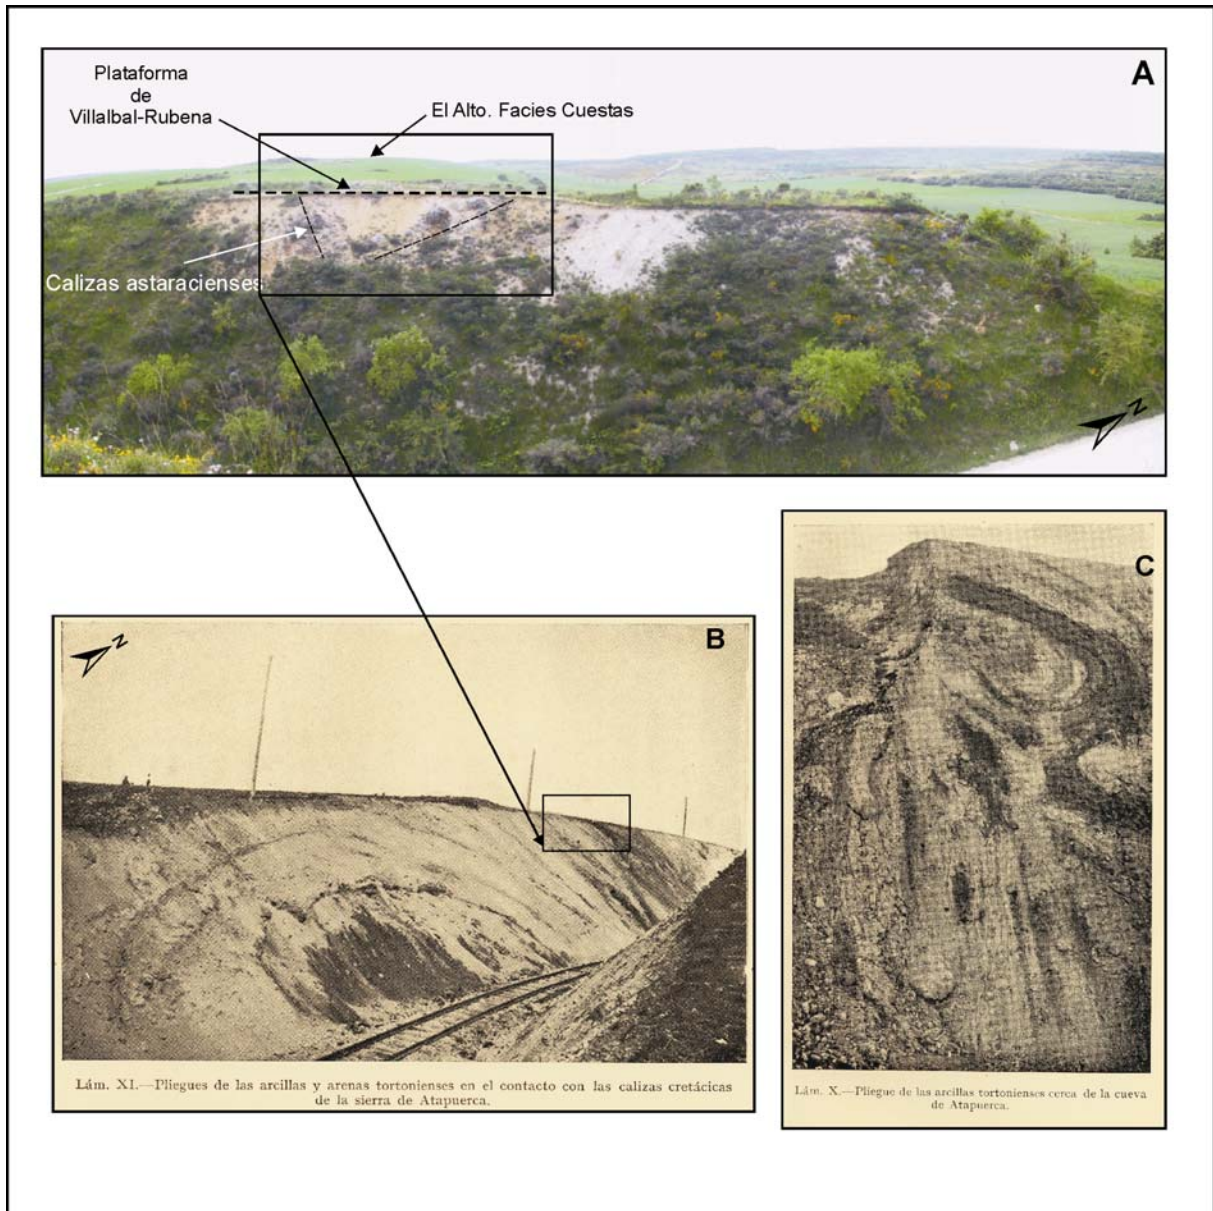 A
Plataforma
de
Villalbal-Rubena
El Alto. Facies Cuestas
Calizas astaracienses
N
B
N
Lám. XI.—Pliegues de las arcillas y arenas tortonienses en el contacto con las calizas cretácicas
de la sierra de Atapuerca.
C
Lám. X.—Pliegue de las arcillas tortonienses cerca de la cueva
de Atapuerca.